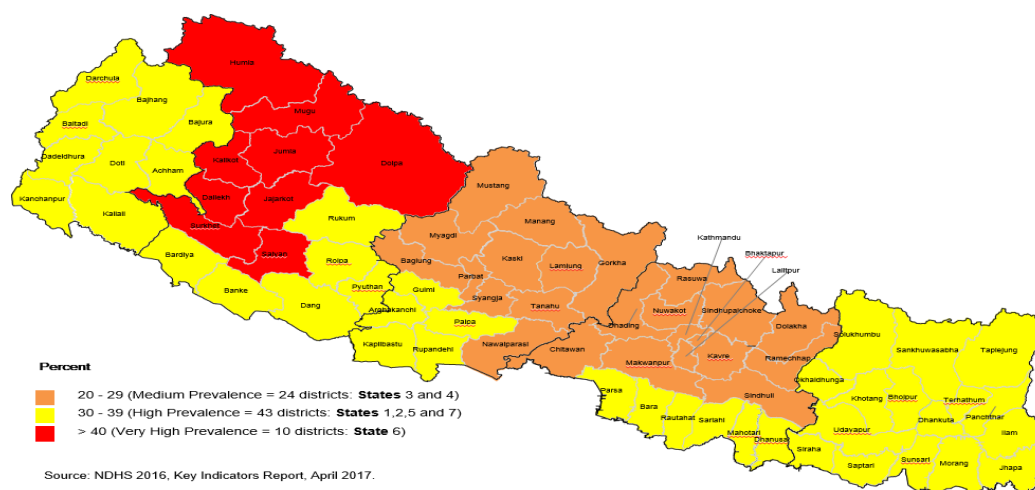 Humla
Darchula
Bajhang
Mugu
Baitadi
Bajura
Jumla
Dadeldhura
Doti
Kalikot
Dolpa
Achham
Mustang
Kanchanpur
Dailekh
Jajarkot
Kailali
Rukum
Manang
Surkhet
Myagdi
Kathmandu
Bhaktapur
Salyan
Rolpa
Baglung
Kaski
Lamjung
Gorkha
Lalitpur
Bardiya
Parbat
Rasuwa
Banke
Pyuthan
Gulmi
Syangja
Tanahu
Nuwakot
Sindhupalchoke
Dang
Arghakanchi
Palpa
Dhading
Dolakha
Solukhumbu
Kapilbastu
Rupandehi
Nawalparasi
Chitawan
Makwanpur
Kavre
Ramechhap
Sankhuwasabha
Taplejung
Okhaldhunga
Parsa
Sindhuli
Khotang
Bhojpur
Terhathum
Bara
Rautahat
Sarlahi
Mahotari
Dhanusa
Udayapur
Dhankuta
Panchthar
Ilam
Siraha
Saptari
Sunsari
Morang
Jhapa
Percent
20 - 29 (Medium Prevalence = 24 districts: States 3 and 4)
30 - 39 (High Prevalence = 43 districts: States 1,2,5 and 7)
> 40 (Very High Prevalence = 10 districts: State 6)
Source: NDHS 2016, Key Indicators Report, April 2017.